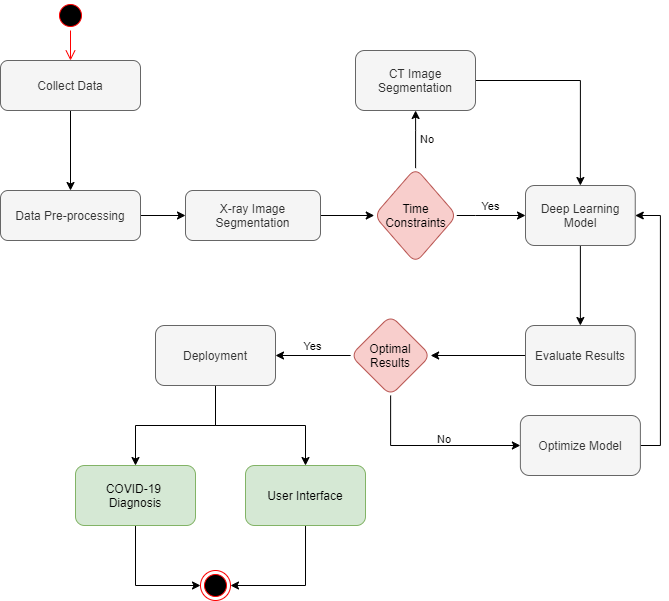 Collect Data
CT Image
Segmentation
No
Data Pre-processing
X-ray Image
Segmentation
Time
Constraints
Yes
Deep Learning
Model
Deployment
Yes
Optimal
Results
Evaluate Results
No
Optimize Model
COVID-19
Diagnosis
User Interface